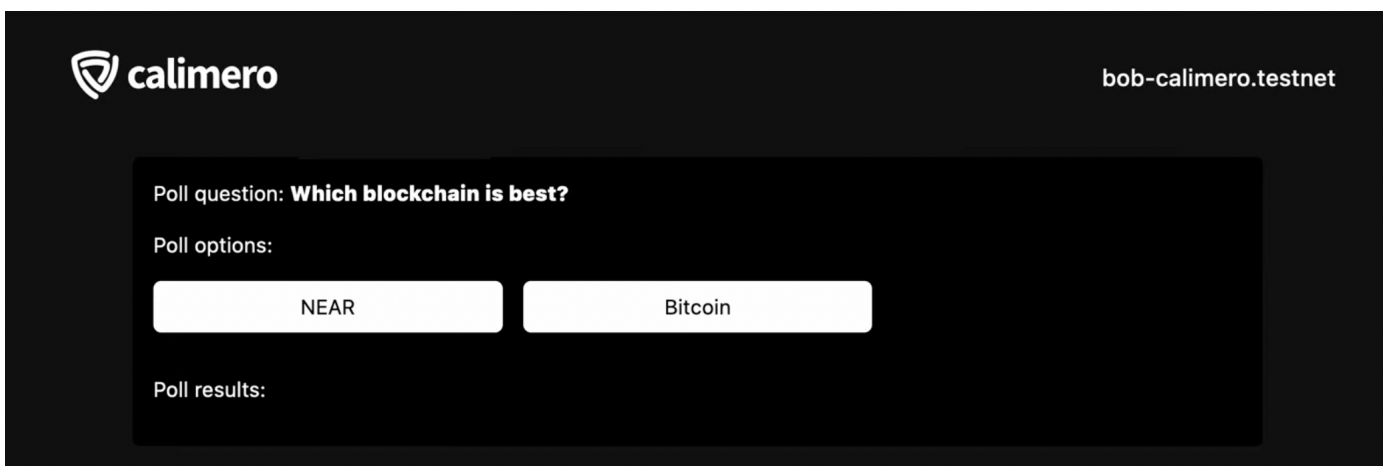 calimero
bob-calimero.testnet
Poll question: Which blockchain is best?
Poll options:
NEAR
Bitcoin
Poll results: